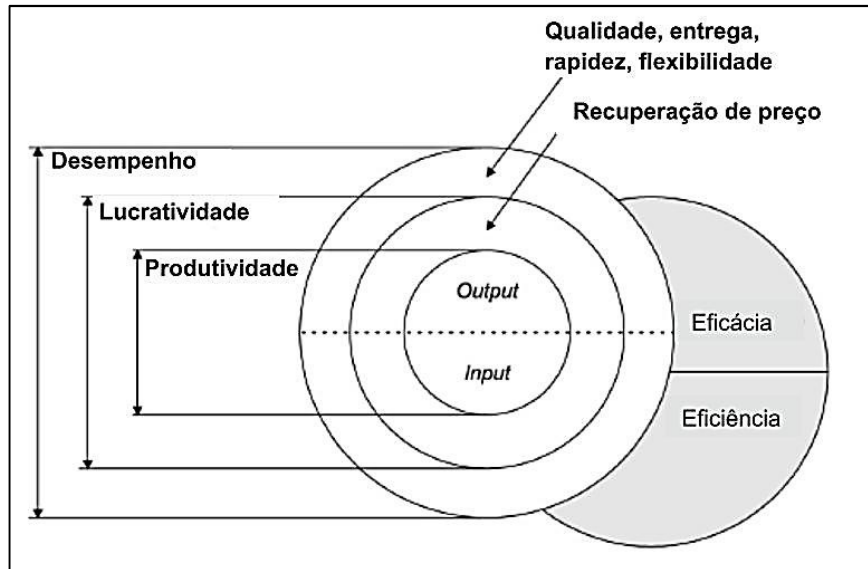 Qualidade, entrega,
rapidez, flexibilidade
Recuperação de preço
Desempenho
Lucratividade
Produtividade
Output
Input
Eficácia
Eficiência